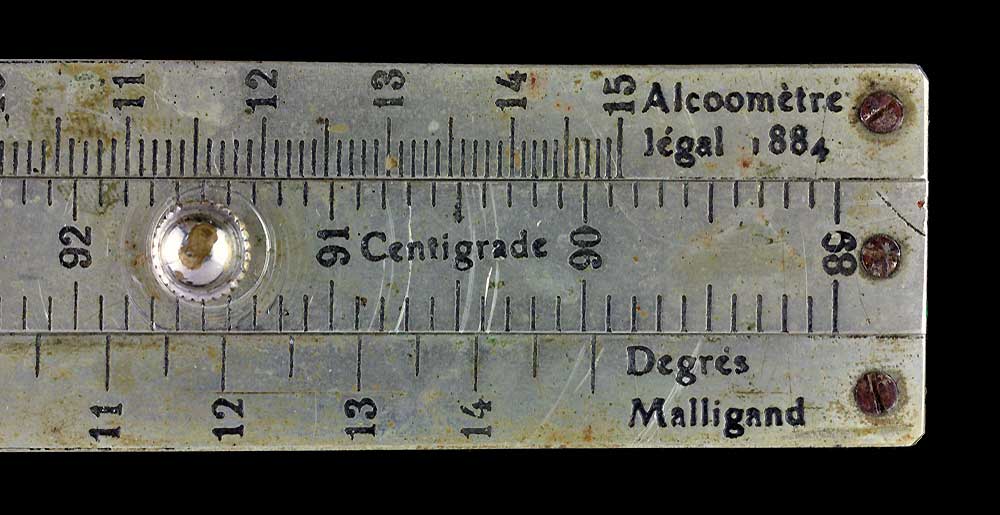 11 12 13 14 15 Alcoomètre
légal 1884
92 91 Centigrade 90 89
Degrés
11 12 13 14 Malligand